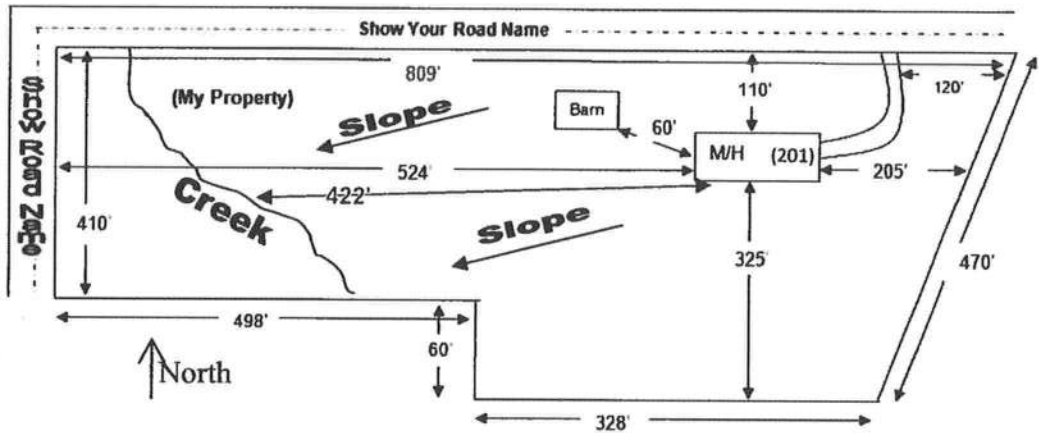 Show Your Road Name
Show Road Name
809'
(My Property)
Slope
Barn
110'
120'
60'
M/H (201)
524'
205'
422'
Creek
410'
Slope
325'
470'
498'
60'
North
328'